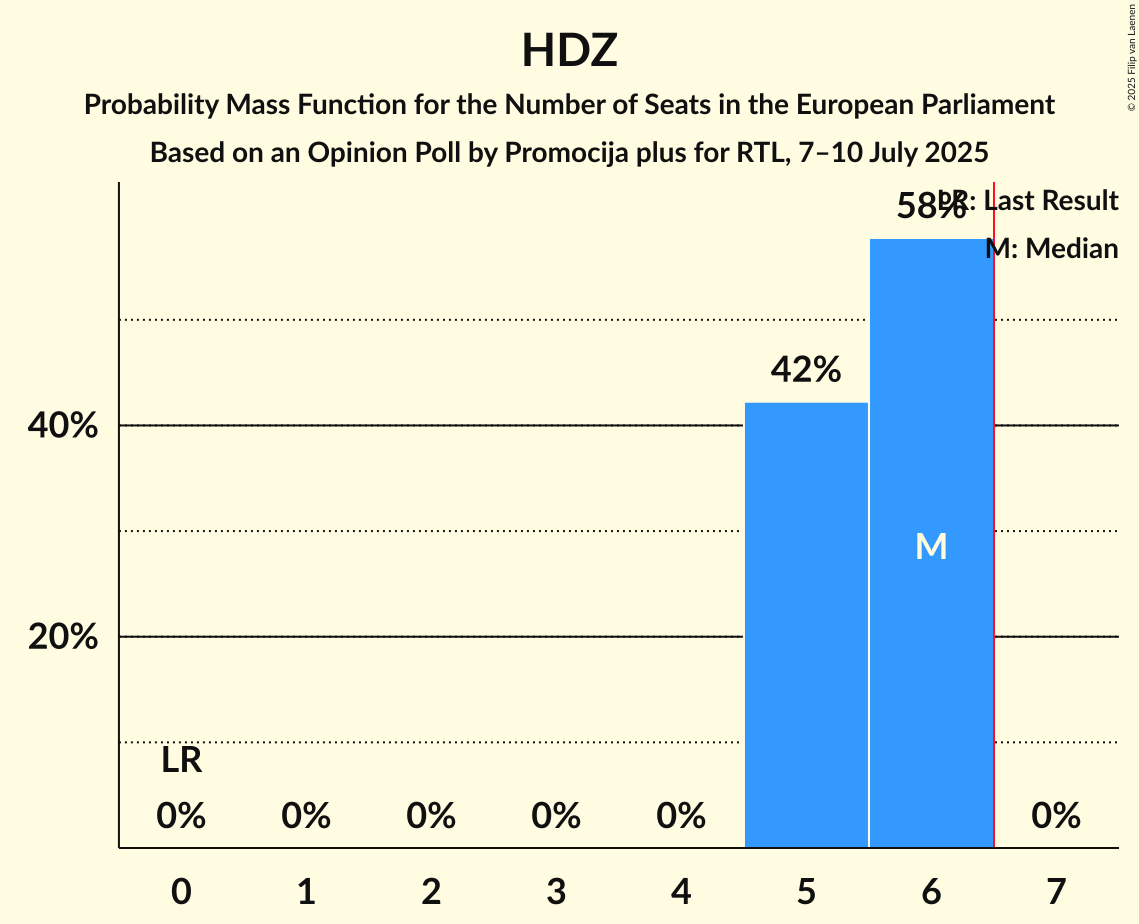 HDZ
Probability Mass Function for the Number of Seats in the European Parliament
Based on an Opinion Poll by Promocija plus for RTL, 7–10 July 2025
© 2025 Filip van Laenen
LR: Last Result
M: Median
58%
42%
40%
20%
M
LR
0% 0% 0% 0% 0% 0%
0 1 2 3 4 5 6 7